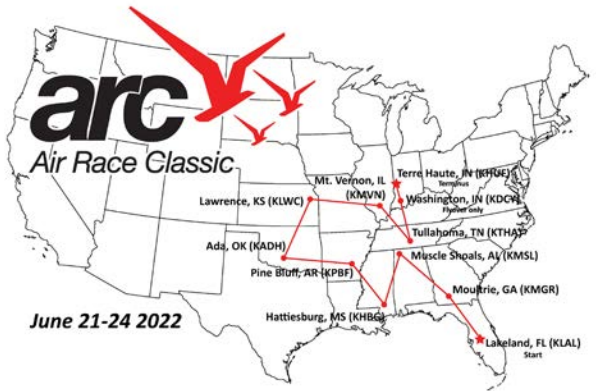 arc
Air Race Classic
Mt. Vernon, IL
(KMVN)
Terre Haute, IN (KHUF)
Terminus
Lawrence, KS (KLWC)
Washington, IN (KDCY)
Flyover only
Tullahoma, TN (KTHA)
Ada, OK (KADH)
Muscle Shoals, AL (KMSL)
Pine Bluff, AR (KPBF)
Moultrie, GA (KMGR)
Hattiesburg, MS (KHBG)
June 21-24 2022
Lakeland, FL (KLAL)
Start